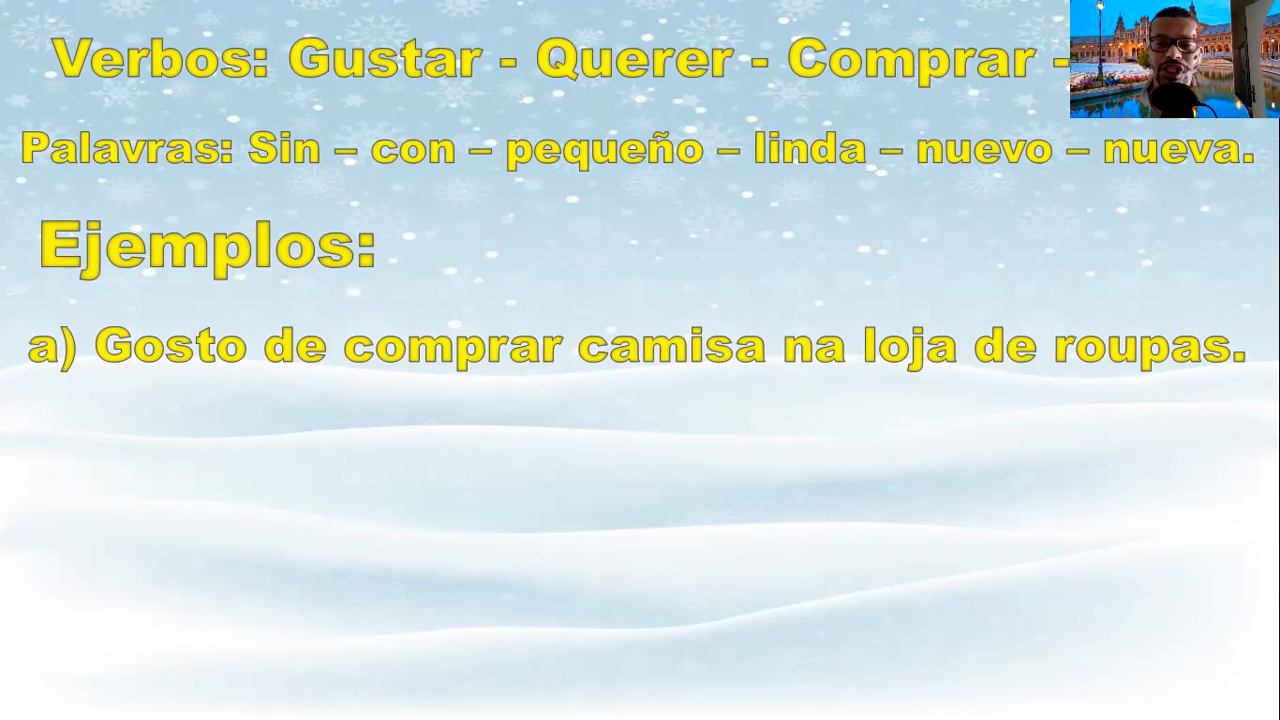 Verbos: Gustar - Querer - Comprar -
Palavras: Sin – con – pequeño – linda – nuevo – nueva.
Ejemplos:
a) Gosto de comprar camisa na loja de roupas.